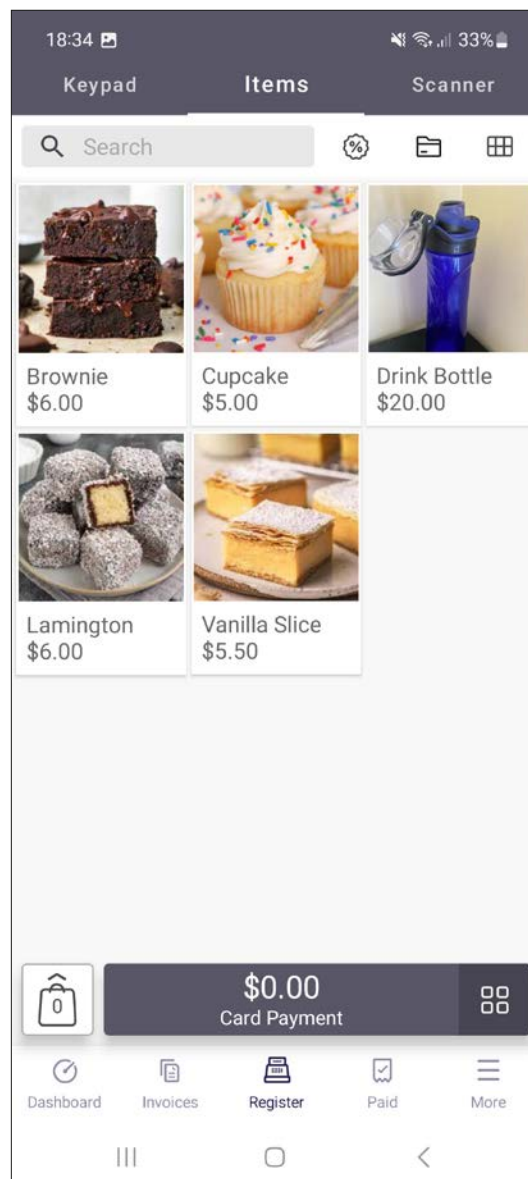 18:34 33%
Keypad Items Scanner
Search
Brownie
$6.00
Cupcake
$5.00
Drink Bottle
$20.00
Lamington
$6.00
Vanilla Slice
$5.50
0
$0.00
Card Payment
Dashboard Invoices Register Paid More